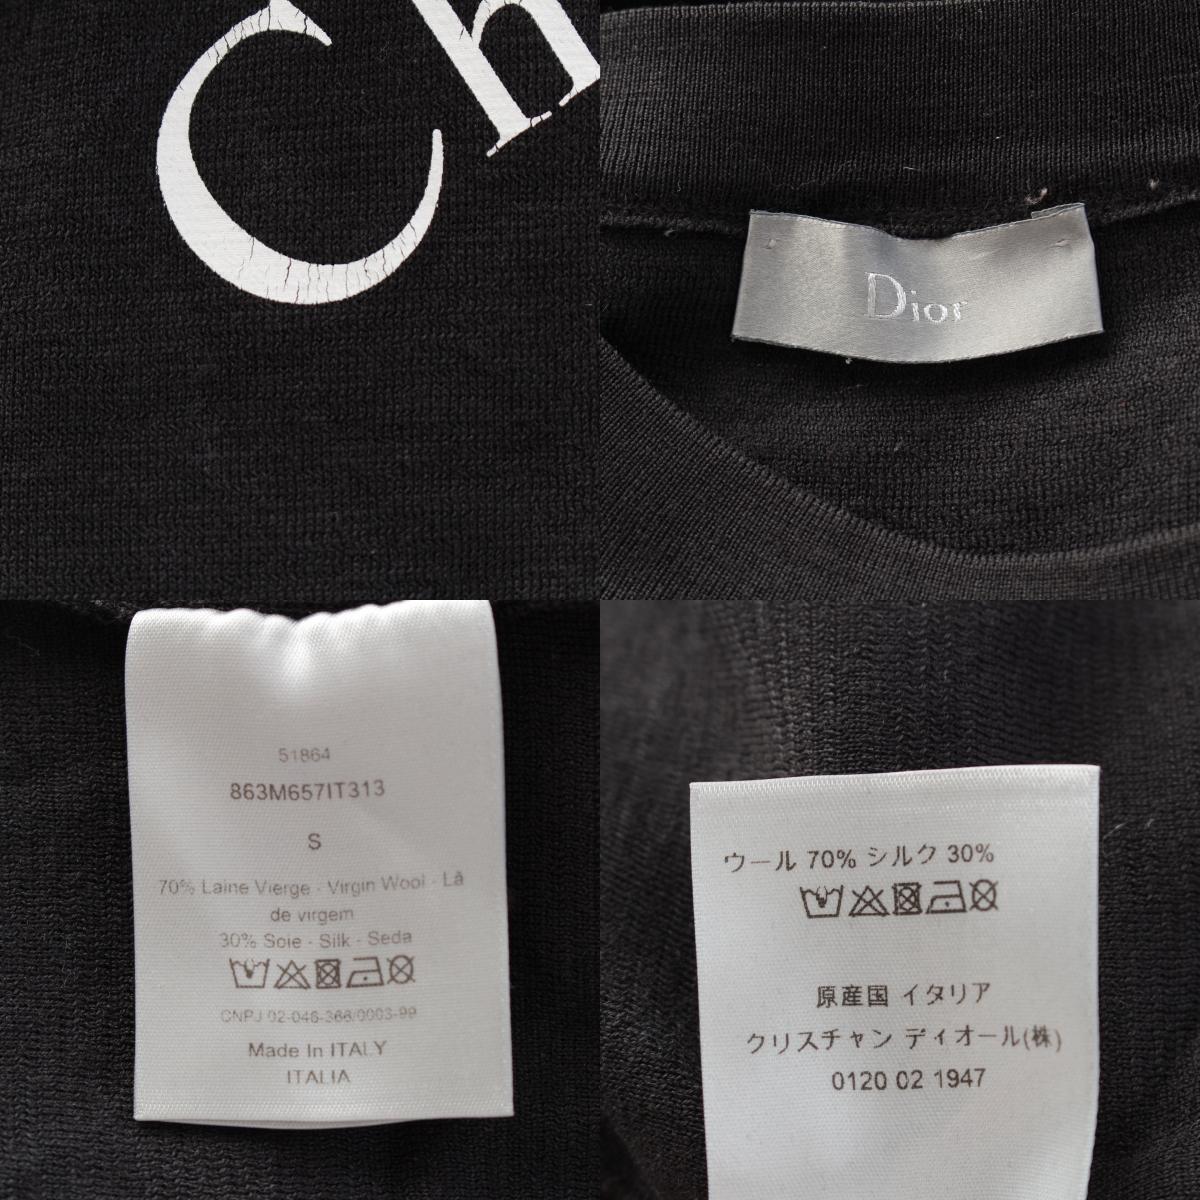 Ch
Dior
51864
863M657IT313
S
70% Laine Vierge - Virgin Wool - Lã
de virgem
30% Soie - Silk - Seda
CNPJ 02-046-366/0003-99
Made In ITALY
ITALIA
ウール 70% シルク 30%
原産国 イタリア
クリスチャン ディオール(株)
0120 02 1947